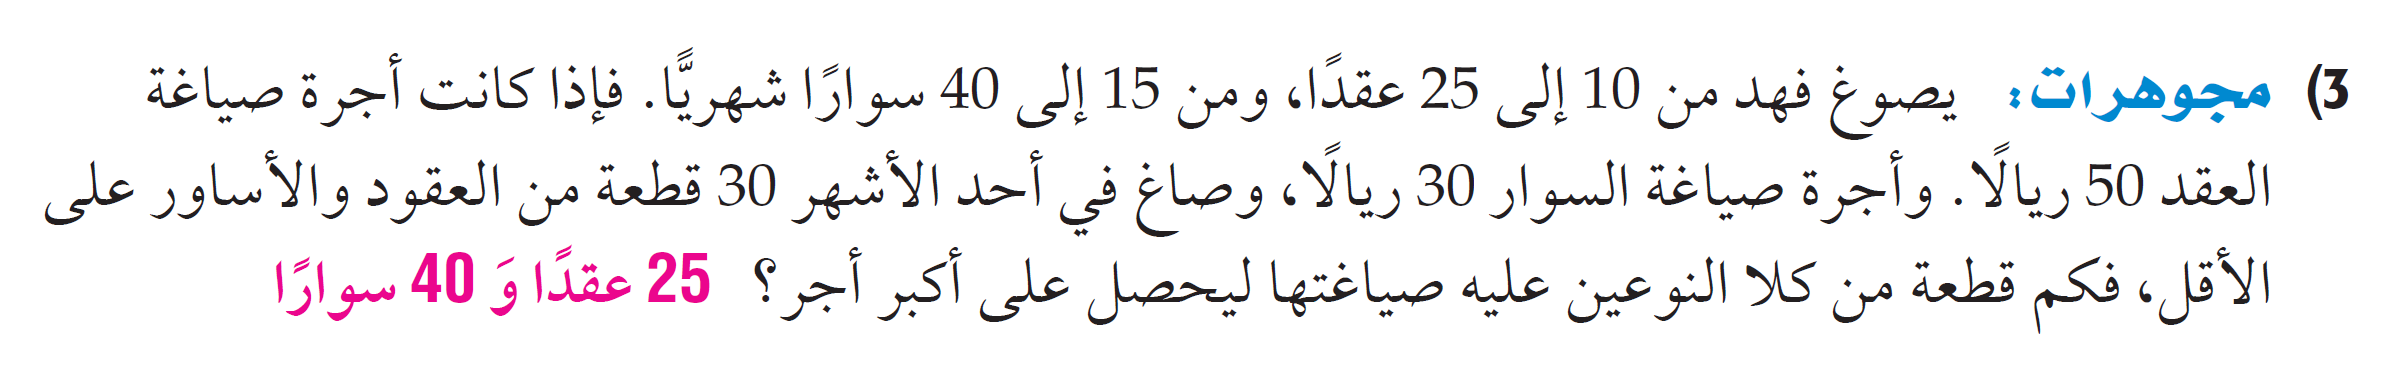 3) مجوهرات: يصوغ فهد من 10 إلى 25 عقدًا، ومن 15 إلى 40 سوارًا شهريًّا. فإذا كانت أجرة صياغة
العقد 50 ريالًا. وأجرة صياغة السوار 30 ريالًا، وصاغ في أحد الأشهر 30 قطعة من العقود والأساور على
الأقل، فكم قطعة من كلا النوعين عليه صياغتها ليحصل على أكبر أجر؟ 25 عقدًا وَ 40 سوارًا